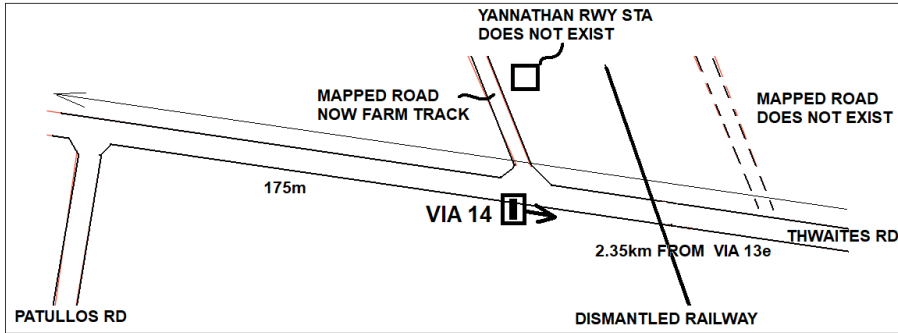 YANNATHAN RWY STA
DOES NOT EXIST
MAPPED ROAD
NOW FARM TRACK
MAPPED ROAD
DOES NOT EXIST
175m
VIA 14
THWAITES RD
2.35km FROM VIA 13e
PATULLOS RD
DISMANTLED RAILWAY